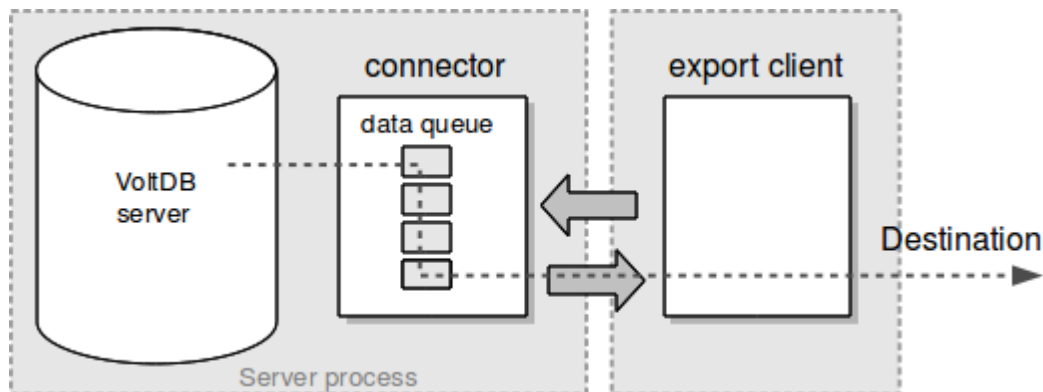 connector
export client
data queue
VoltDB
server
Destination
Server process